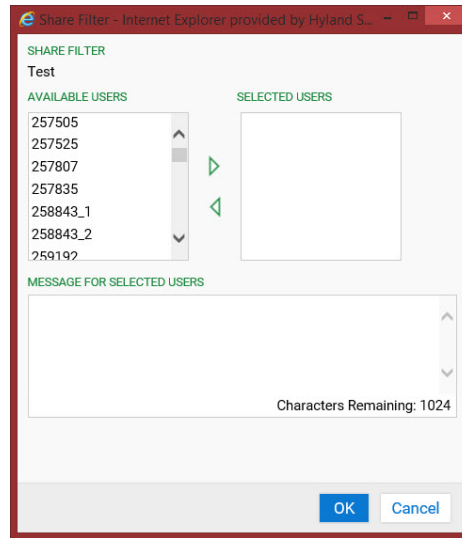 Share Filter - Internet Explorer provided by Hyland S...
SHARE FILTER
Test
AVAILABLE USERS
SELECTED USERS
257505
257525
257807
257835
258843_1
258843_2
259192
MESSAGE FOR SELECTED USERS
Characters Remaining: 1024
OK
Cancel